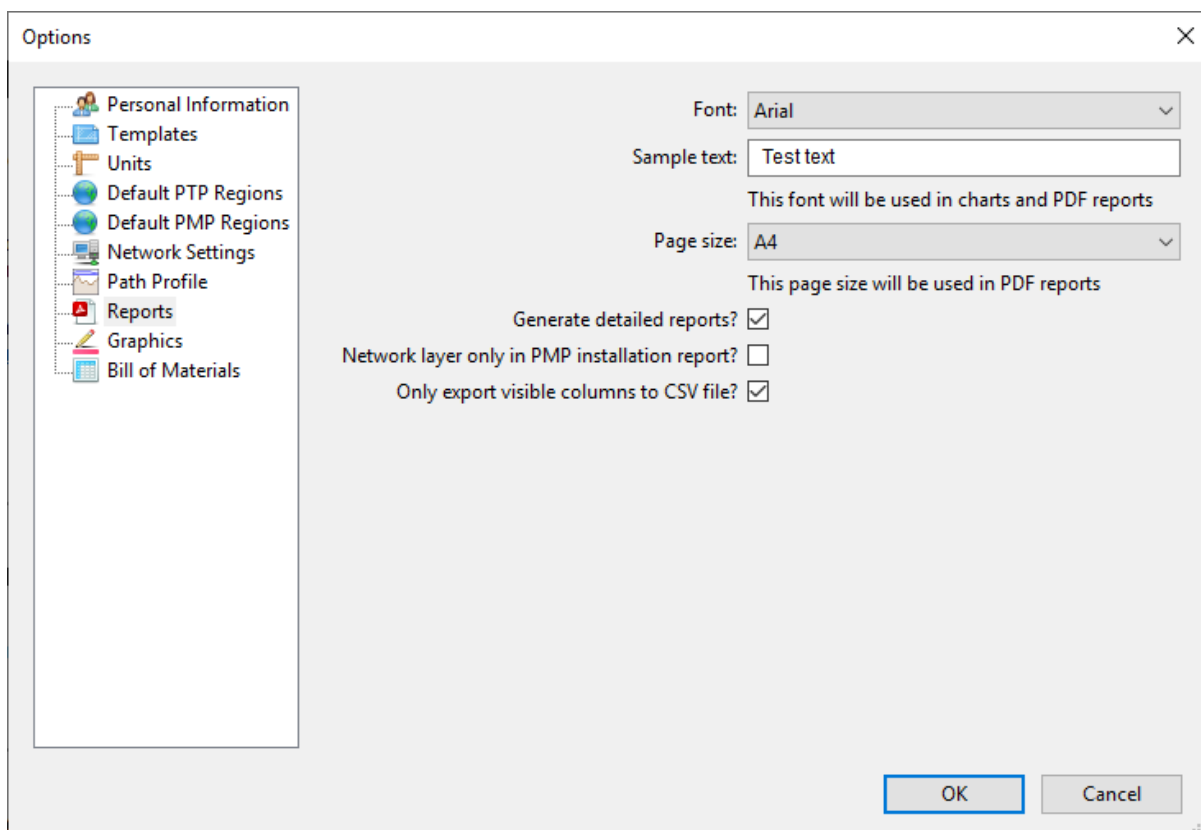 Options
Personal Information
Templates
Units
Default PTP Regions
Default PMP Regions
Network Settings
Path Profile
Reports
Graphics
Bill of Materials
Font: Arial
Sample text: Test text
This font will be used in charts and PDF reports
Page size: A4
This page size will be used in PDF reports
Generate detailed reports?
Network layer only in PMP installation report?
Only export visible columns to CSV file?
OK Cancel